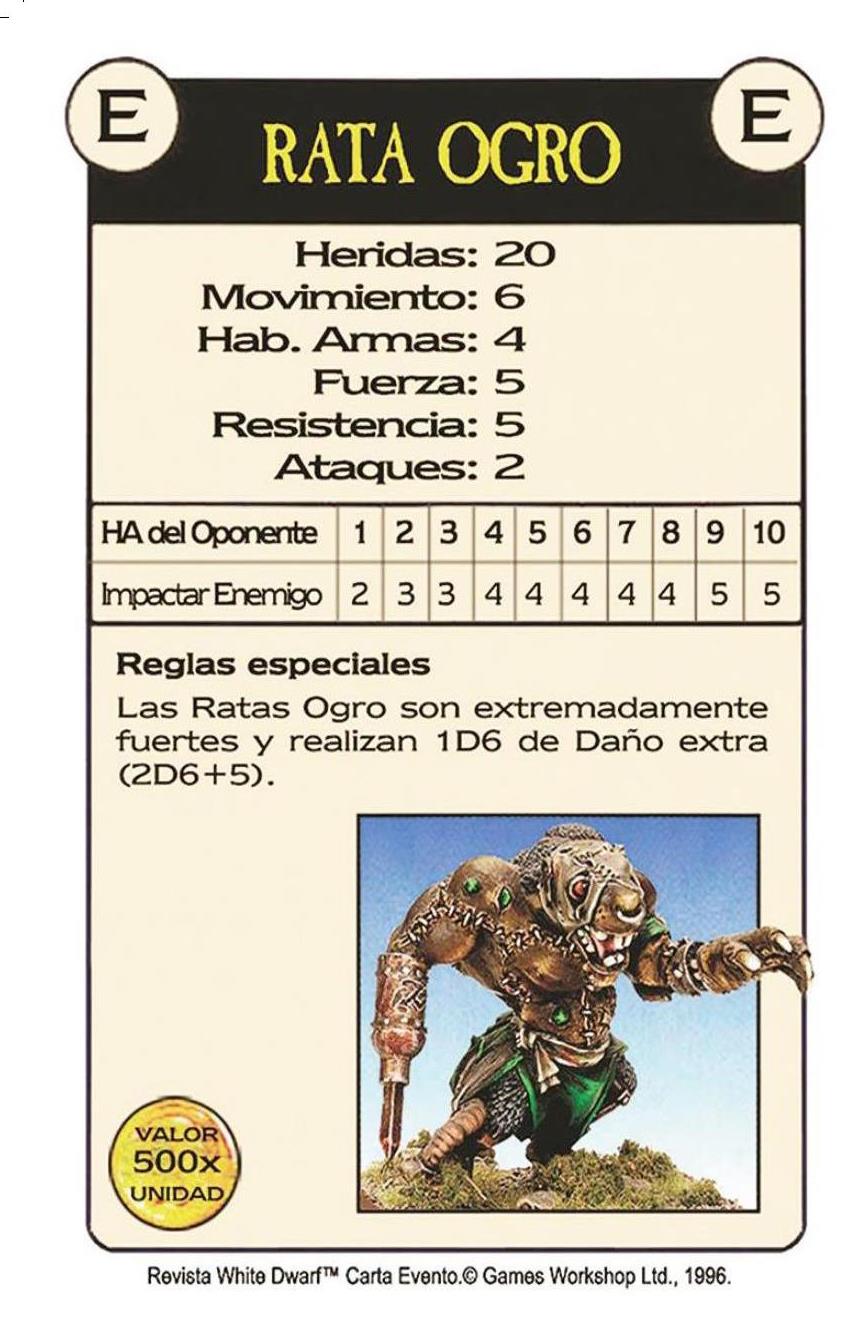 E
RATA OGRO
E
Heridas: 20
Movimiento: 6
Hab. Armas: 4
Fuerza: 5
Resistencia: 5
Ataques: 2
HA del Oponente 1 2 3 4 5 6 7 8 9 10
Impactar Enemigo 2 3 3 4 4 4 4 4 5 5
Reglas especiales
Las Ratas Ogro son extremadamente
fuertes y realizan 1D6 de Daño extra
(2D6+5).
VALOR
500x
UNIDAD
Revista White Dwarf™ Carta Evento.© Games Workshop Ltd., 1996.